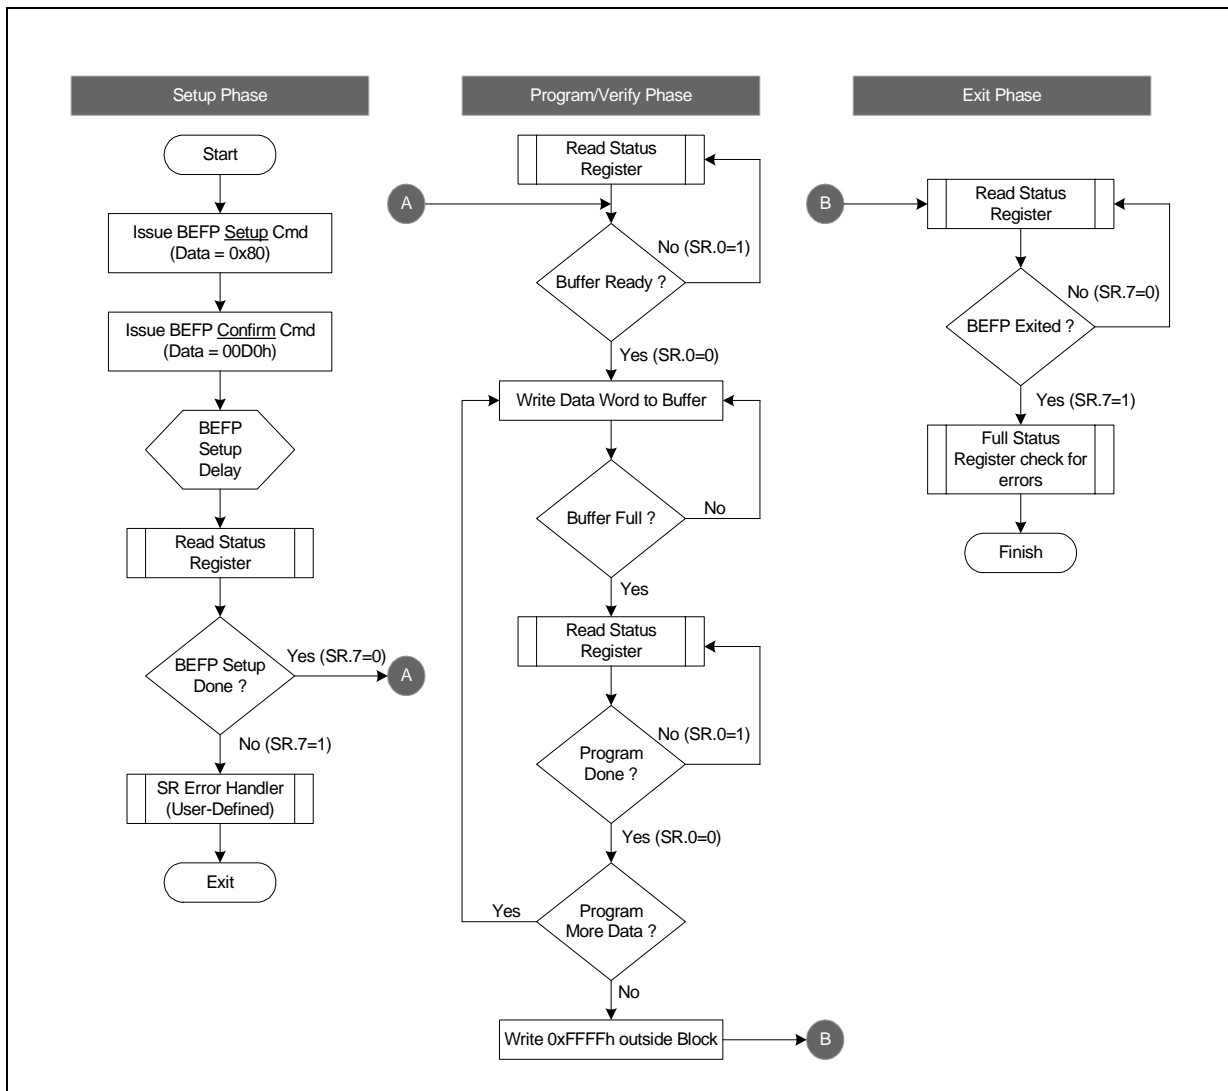 Setup Phase
Start
Issue BEFP Setup Cmd
(Data = 0x80)
Issue BEFP Confirm Cmd
(Data = 00D0h)
BEFP
Setup
Delay
Read Status
Register
BEFP Setup
Done ?
Yes (SR.7=0)
A
No (SR.7=1)
SR Error Handler
(User-Defined)
Exit
Program/Verify Phase
Read Status
Register
A
Buffer Ready ?
No (SR.0=1)
Yes (SR.0=0)
Write Data Word to Buffer
Buffer Full ?
No
Yes
Read Status
Register
Program
Done ?
No (SR.0=1)
Yes (SR.0=0)
Program
More Data ?
Yes
No
Write 0xFFFFh outside Block
B
Exit Phase
B
Read Status
Register
BEFP Exited ?
No (SR.7=0)
Yes (SR.7=1)
Full Status
Register check for
errors
Finish